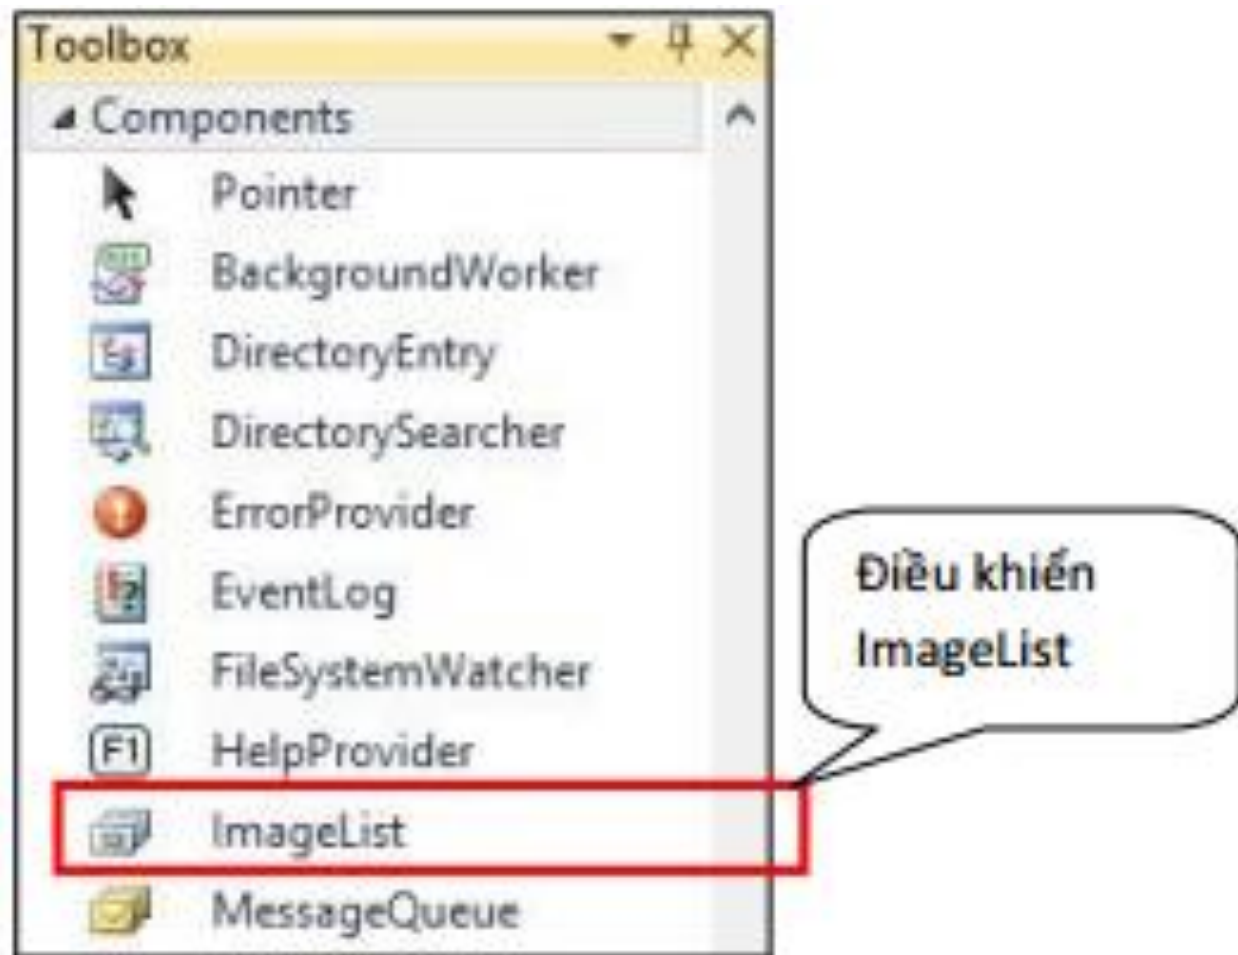 Toolbox
Components
Pointer
BackgroundWorker
DirectoryEntry
DirectorySearcher
ErrorProvider
EventLog
FileSystemWatcher
F1 HelpProvider
ImageList
MessageQueue
Điều khiển
ImageList